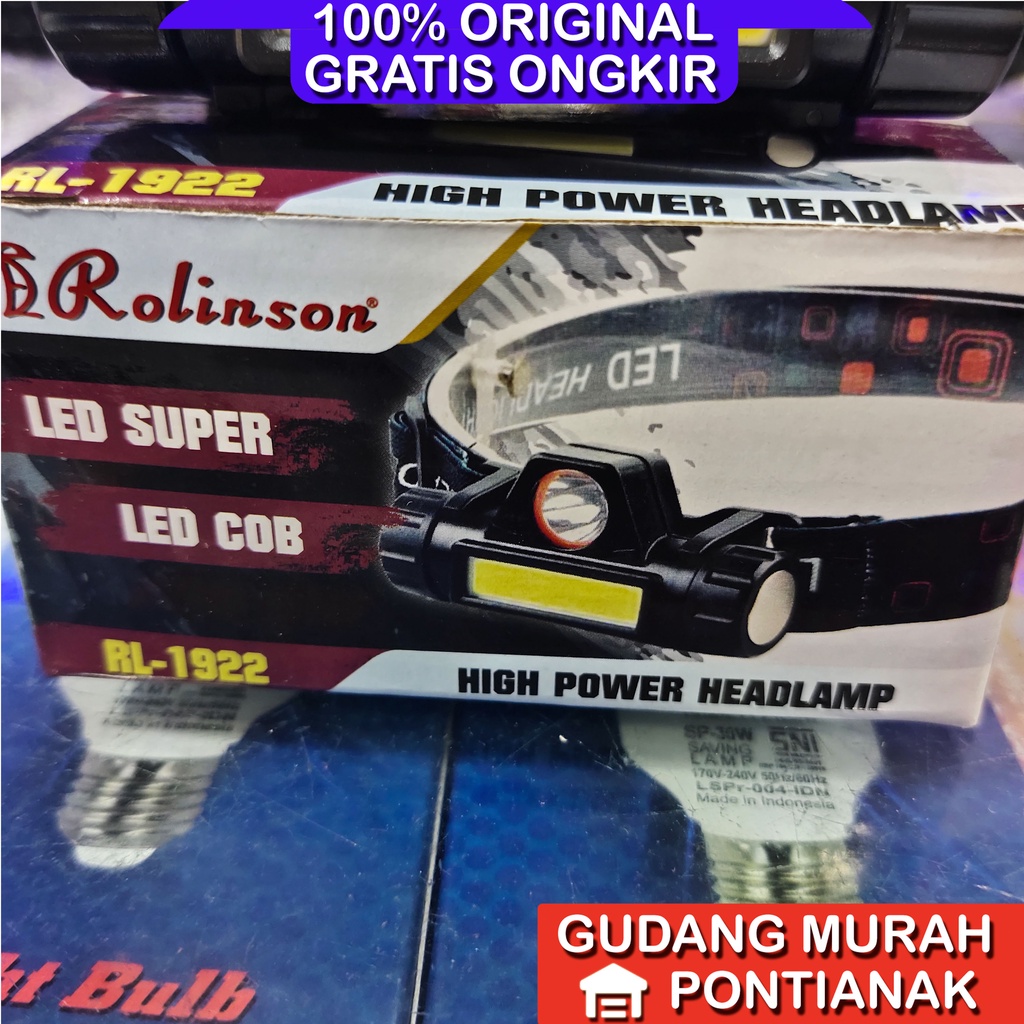 100% ORIGINAL
GRATIS ONGKIR
RL-1922
HIGH POWER HEADLAMP
Rolinson®
LED HEADL
LED SUPER
LED COB
RL-1922
HIGH POWER HEADLAMP
LAMP
SP-36W
SAVING
LAMP
SNI
170V-240V 50Hz/60Hz
LSPr-004-IDN
Made in Indonesia
Bulb
GUDANG MURAH
PONTIANAK